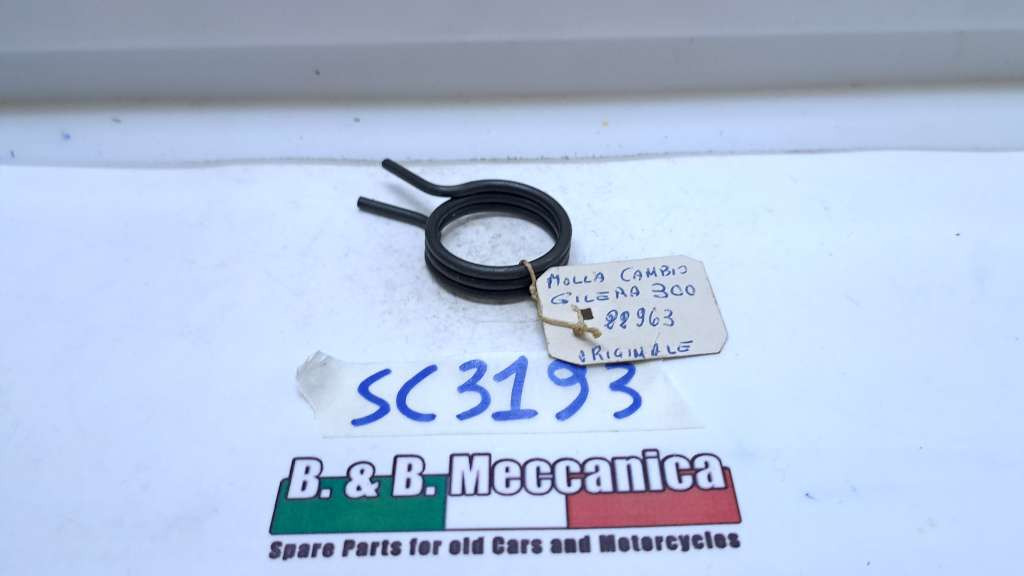 MOLLA CAMBIO
GILERA 300
22963
ORIGINALE
SC3193
B. & B. Meccanica
Spare Parts for old Cars and Motorcycles